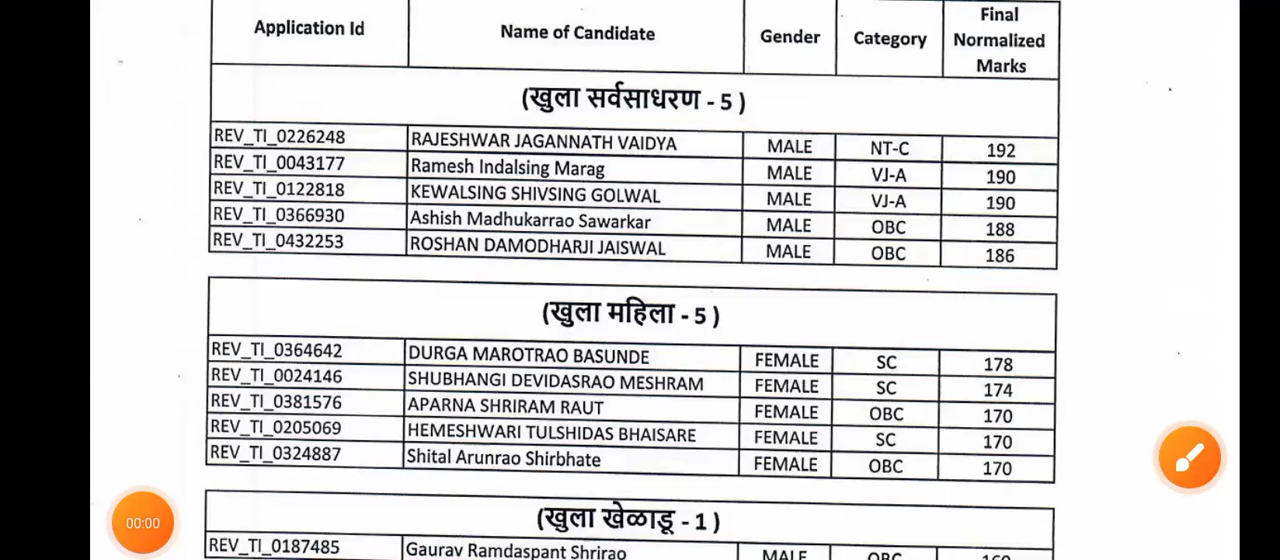 Application Id Name of Candidate Gender Category Final Normalized Marks
(खुला सर्वसाधरण - 5 )
REV_TI_0226248 RAJESHWAR JAGANNATH VAIDYA MALE NT-C 192
REV_TI_0043177 Ramesh Indalsing Marag MALE VJ-A 190
REV_TI_0122818 KEWALSING SHIVSING GOLWAL MALE VJ-A 190
REV_TI_0366930 Ashish Madhukarrao Sawarkar MALE OBC 188
REV_TI_0432253 ROSHAN DAMODHARJI JAISWAL MALE OBC 186
(खुला महिला - 5 )
REV_TI_0364642 DURGA MAROTRAO BASUNDE FEMALE SC 178
REV_TI_0024146 SHUBHANGI DEVIDASRAO MESHRAM FEMALE SC 174
REV_TI_0381576 APARNA SHRIRAM RAUT FEMALE OBC 170
REV_TI_0205069 HEMESHWARI TULSHIDAS BHAISARE FEMALE SC 170
REV_TI_0324887 Shital Arunrao Shirbhate FEMALE OBC 170
(खुला खेळाडू - 1 )
REV_TI_0187485 Gaurav Ramdaspant Shrirao MALE OBC
00:00